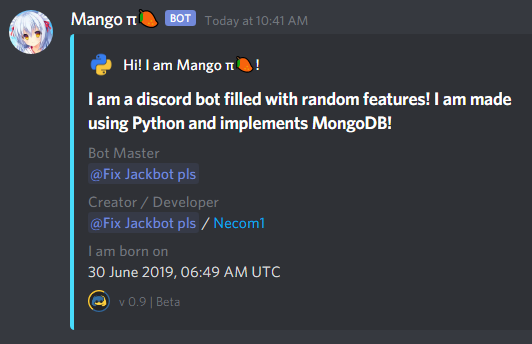 Mango π🥭 BOT Today at 10:41 AM
Hi! I am Mango π🥭 !
I am a discord bot filled with random features! I am made
using Python and implements MongoDB!
Bot Master
@Fix Jackbot pls
Creator / Developer
@Fix Jackbot pls / Necom1
I am born on
30 June 2019, 06:49 AM UTC
v 0.9 | Beta